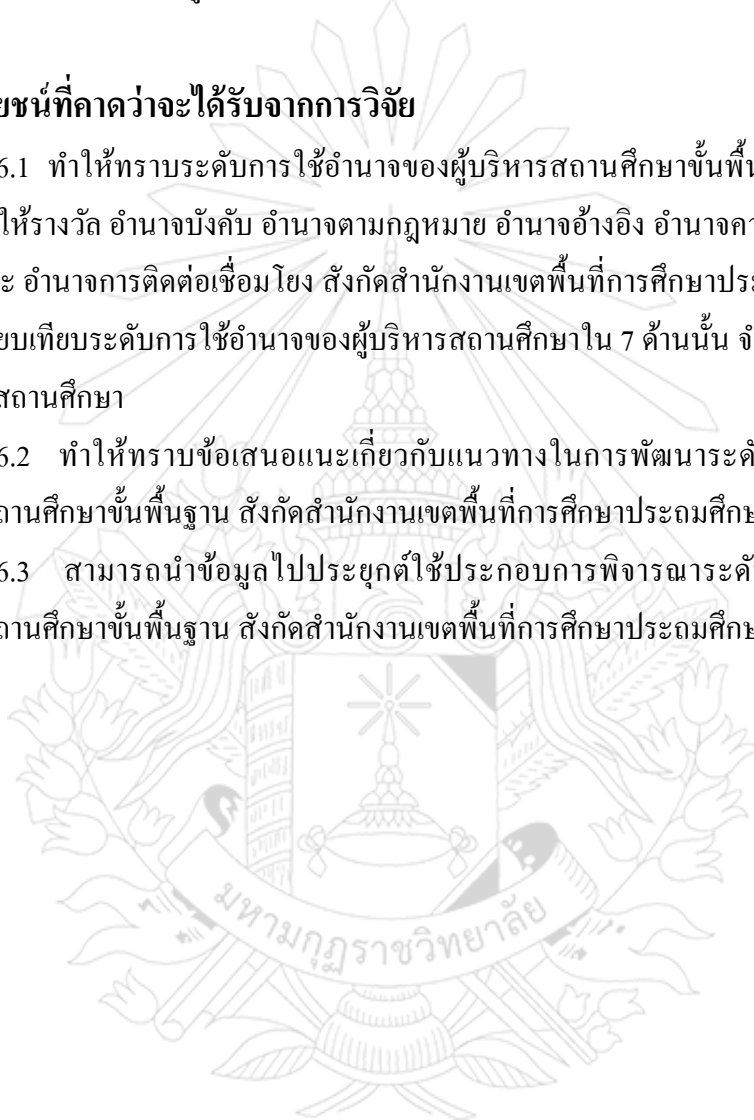 ยชน์ที่คาดว่าจะได้รับจากการวิจัย
6.1 ทำให้ทราบระดับการใช้อำนาจของผู้บริหารสถานศึกษาขั้นพื้น
ให้รางวัล อำนาจบังคับ อำนาจตามกฎหมาย อำนาจอ้างอิง อำนาจคว
ะ อำนาจการติดต่อเชื่อมโยง สังกัดสำนักงานเขตพื้นที่การศึกษาประ
ยบเทียบระดับการใช้อำนาจของผู้บริหารสถานศึกษาใน 7 ด้านนั้น จำ
สถานศึกษา
6.2 ทำให้ทราบข้อเสนอแนะเกี่ยวกับแนวทางในการพัฒนาระดั
ถานศึกษาขั้นพื้นฐาน สังกัดสำนักงานเขตพื้นที่การศึกษาประถมศึกษ
6.3 สามารถนำข้อมูลไปประยุกต์ใช้ประกอบการพิจารณาระดั
ถานศึกษาขั้นพื้นฐาน สังกัดสำนักงานเขตพื้นที่การศึกษาประถมศึกษ
มหามกุฏราชวิทยาลัย